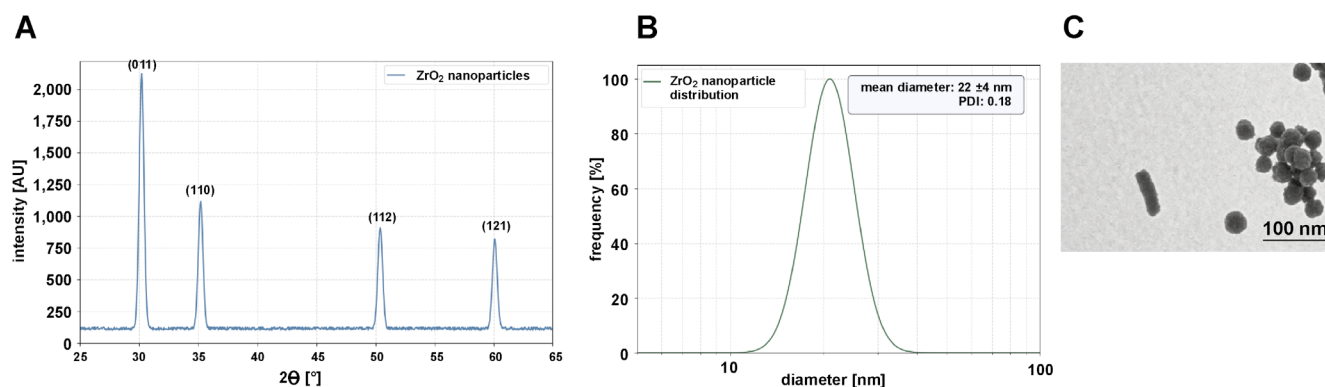 A
intensity [AU]
2,000
1,750
1,500
1,250
1,000
750
500
250
0
(011)
(110)
(112)
(121)
ZrO₂ nanoparticles
25 30 35 40 45 50 55 60 65
2Θ [°]
B
frequency [%]
100
80
60
40
20
0
ZrO₂ nanoparticle
distribution
mean diameter: 22 ±4 nm
PDI: 0.18
10 100
diameter [nm]
C
100 nm